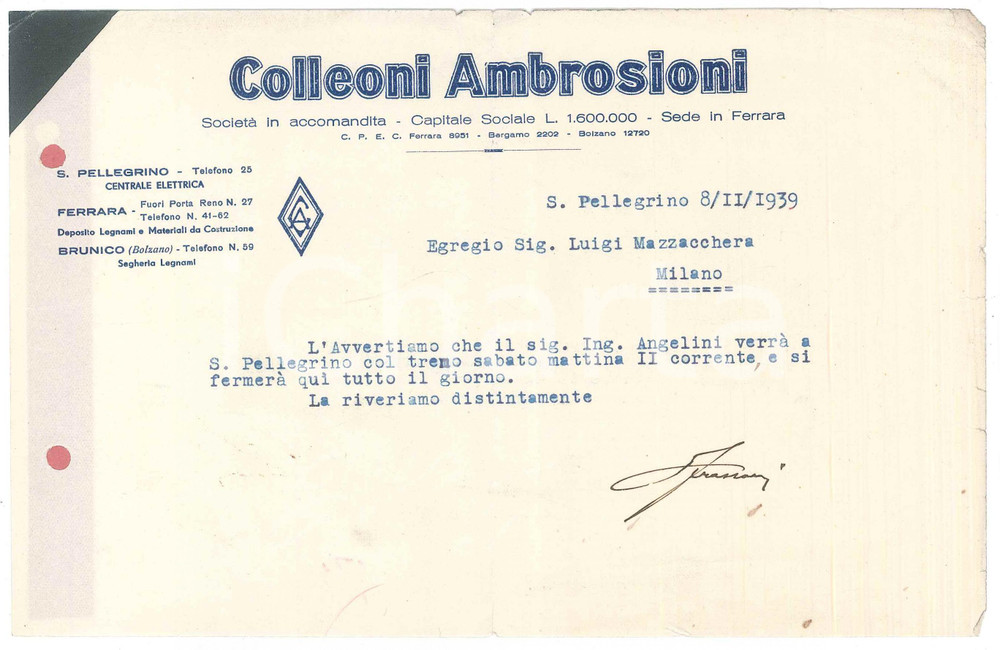 Colleoni Ambrosioni
Società in accomandita - Capitale Sociale L. 1.600.000 - Sede in Ferrara
C. P. E. C. Ferrara 8951 - Bergamo 2202 - Bolzano 12720
S. PELLEGRINO - Telefono 25
CENTRALE ELETTRICA
FERRARA - Fuori Porta Reno N. 27
Telefono N. 41-62
Deposito Legnami e Materiali da Costruzione
BRUNICO (Bolzano) - Telefono N. 59
Segheria Legnami
S. Pellegrino 8/II/1939
Egregio Sig. Luigi Mazzacchera
Milano
========
L'Avvertiamo che il sig. Ing. Angelini verrà a
S. Pellegrino col tremo sabato mattina II corrente, e si
fermerà qui tutto il giorno.
La riveriamo distintamente